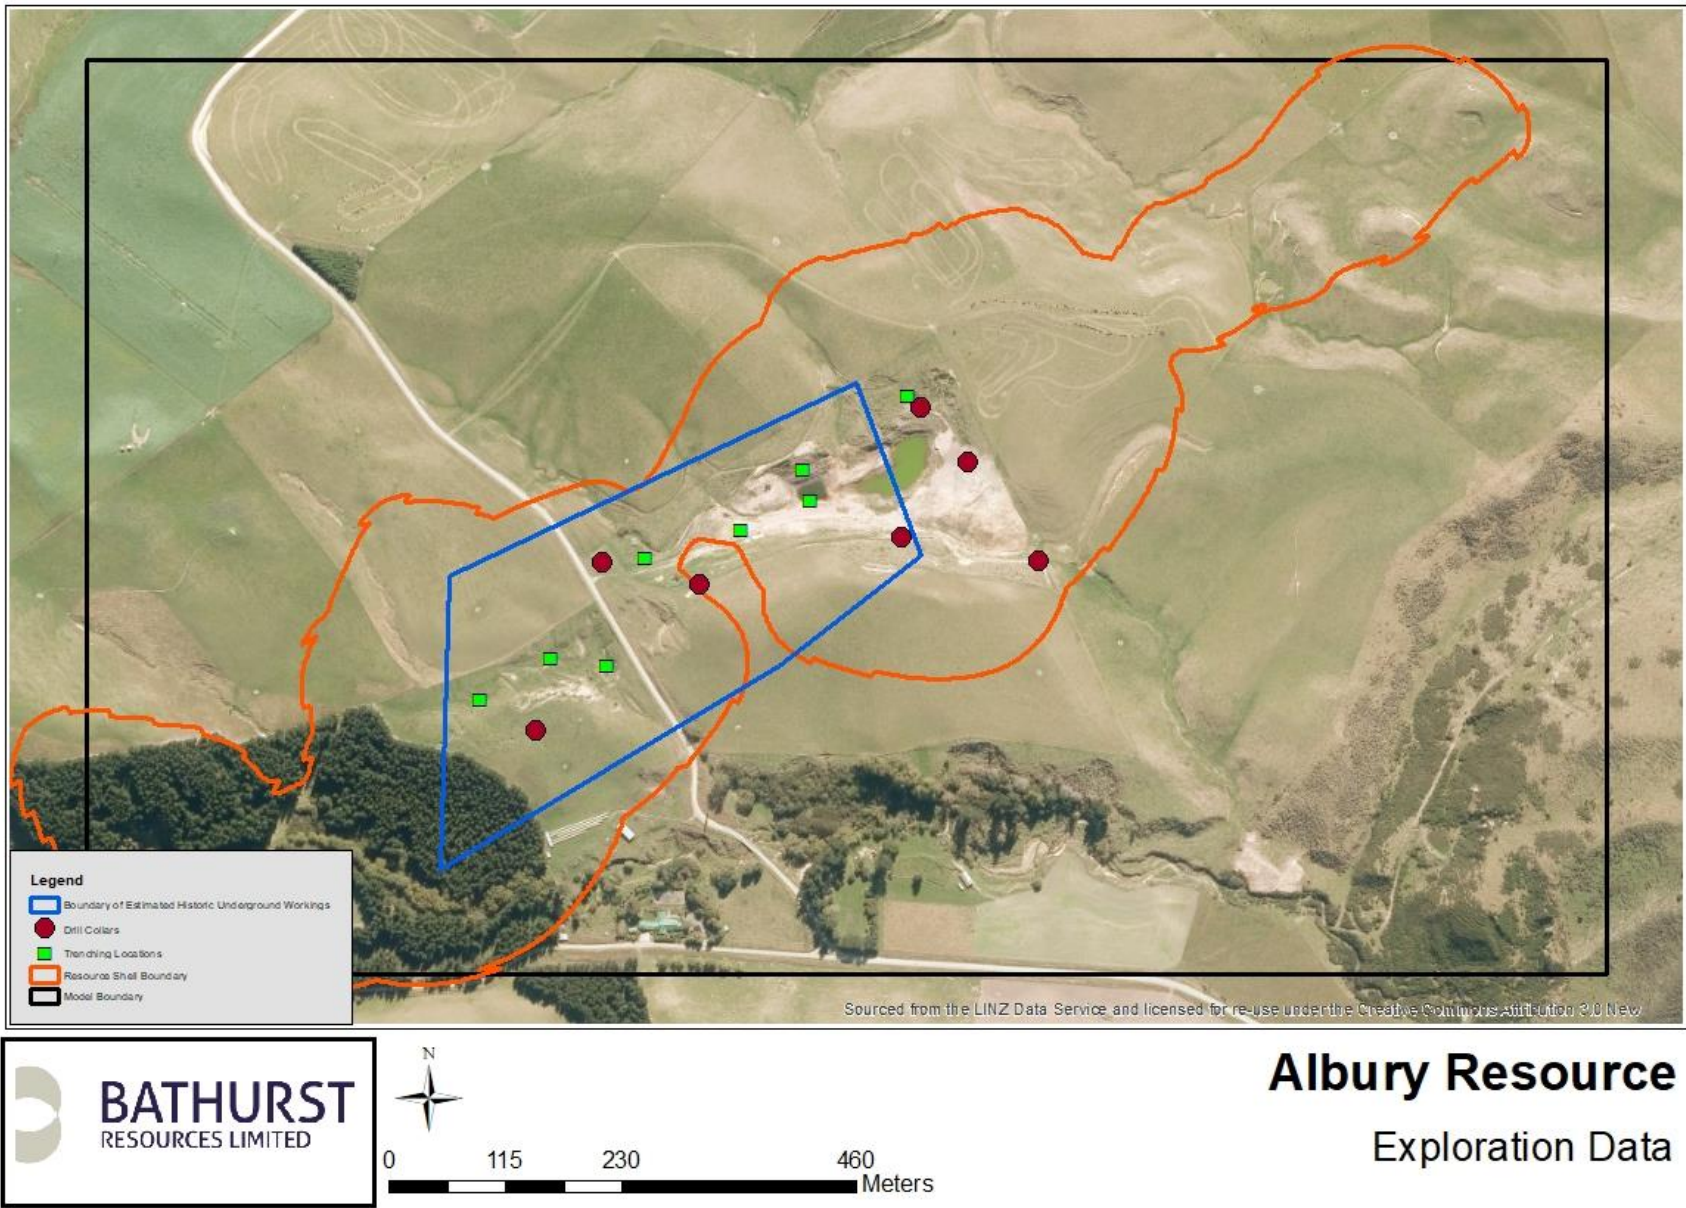 Legend
Boundary of Estimated Historic Underground Workings
Drill Collars
Trenching Locations
Resource Shell Boundary
Model Boundary
Sourced from the LINZ Data Service and licensed for re-use under the Creative Commons Attribution 3.0 New
BATHURST
RESOURCES LIMITED
N
0 115 230 460
Meters
Albury Resource
Exploration Data